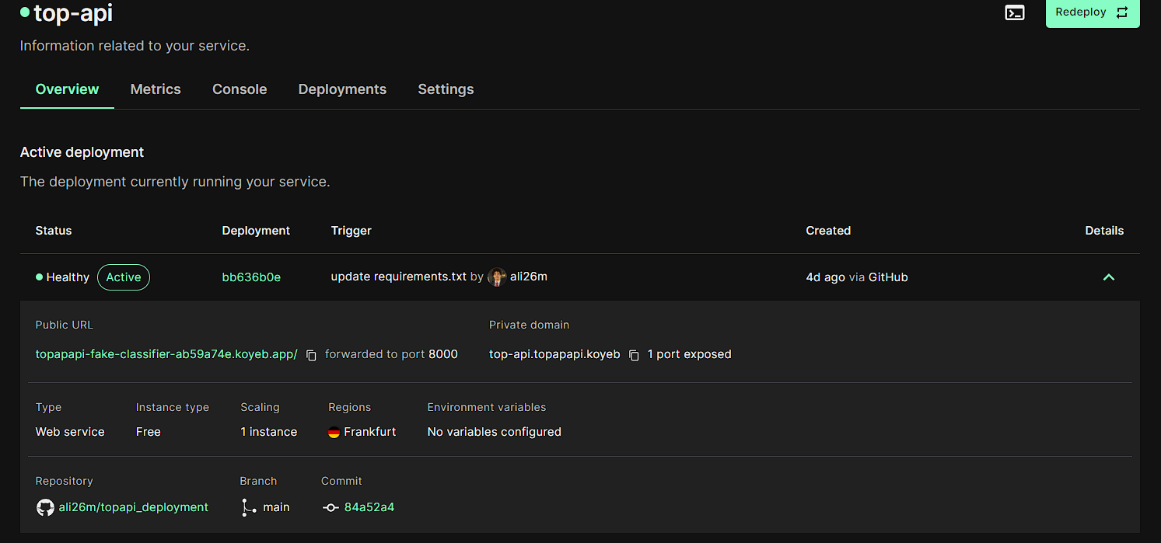 top-api
Redeploy
Information related to your service.
Overview Metrics Console Deployments Settings
Active deployment
The deployment currently running your service.
Status Deployment Trigger Created Details
Healthy Active bb636b0e update requirements.txt by ali26m 4d ago via GitHub
Public URL Private domain
topapapi-fake-classifier-ab59a74e.koyeb.app/ forwarded to port 8000 top-api.topapapi.koyeb 1 port exposed
Type Instance type Scaling Regions Environment variables
Web service Free 1 instance Frankfurt No variables configured
Repository Branch Commit
ali26m/topapi_deployment main 84a52a4